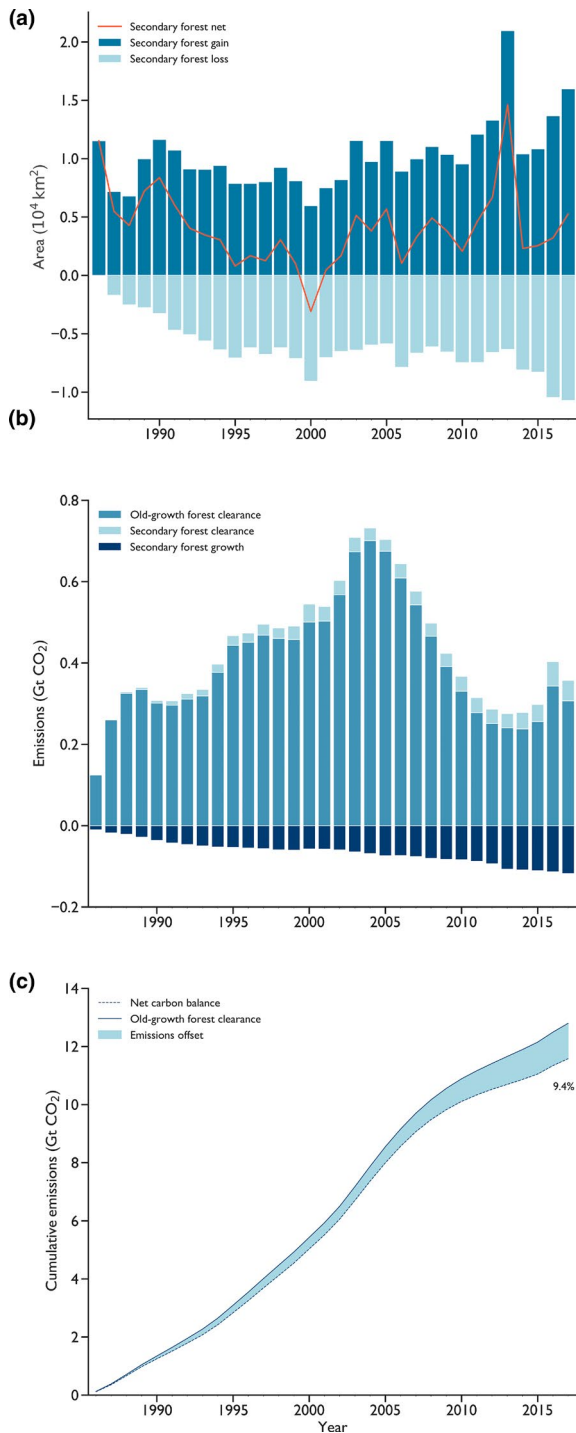 (a)
Secondary forest net
Secondary forest gain
Secondary forest loss
2.0
1.5
1.0
0.5
0.0
−0.5
−1.0
Area (10⁴ km²)
1990 1995 2000 2005 2010 2015
(b)
Old-growth forest clearance
Secondary forest clearance
Secondary forest growth
0.8
0.6
0.4
0.2
0.0
−0.2
Emissions (Gt CO₂)
1990 1995 2000 2005 2010 2015
(c)
Net carbon balance
Old-growth forest clearance
Emissions offset
14
12
10
8
6
4
2
0
9.4%
Cumulative emissions (Gt CO₂)
1990 1995 2000 2005 2010 2015
Year